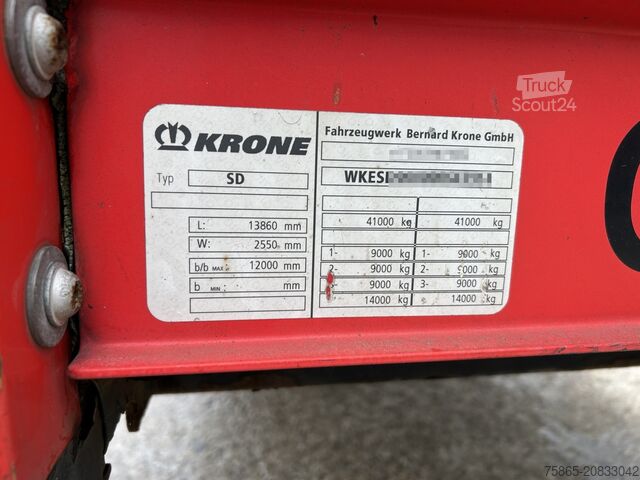 Truck
Scout24
KRONE
Typ SD
L: 13860 mm
W: 2550 mm
b/b MAX.: 12000 mm
b MIN.: mm
Fahrzeugwerk Bernard Krone GmbH
WKES
41000 kg 41000 kg
1- 9000 kg 1- 9000 kg
2- 9000 kg 2- 9000 kg
9000 kg 3- 9000 kg
14000 kg 14000 kg
75865-20833042